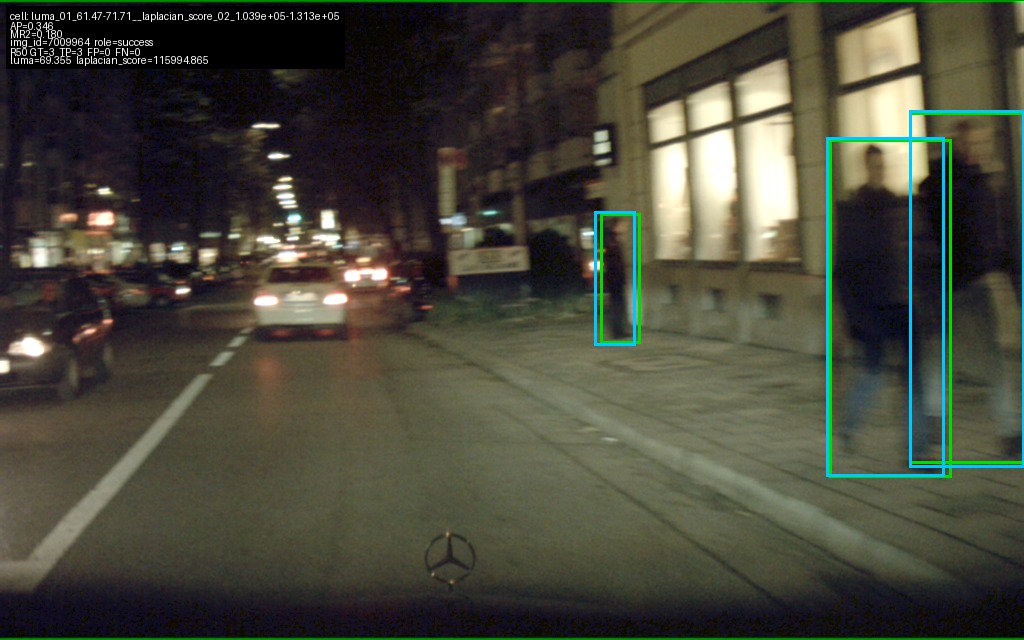 cell: luma_01_61.47-71.71__laplacian_score_02_1.039e+05-1.313e+05
AP=0.346
MR2=0.180
img_id=7009964 role=success
R50 GT=3 TP=3 FP=0 FN=0
luma=69.355 laplacian_score=115994.865